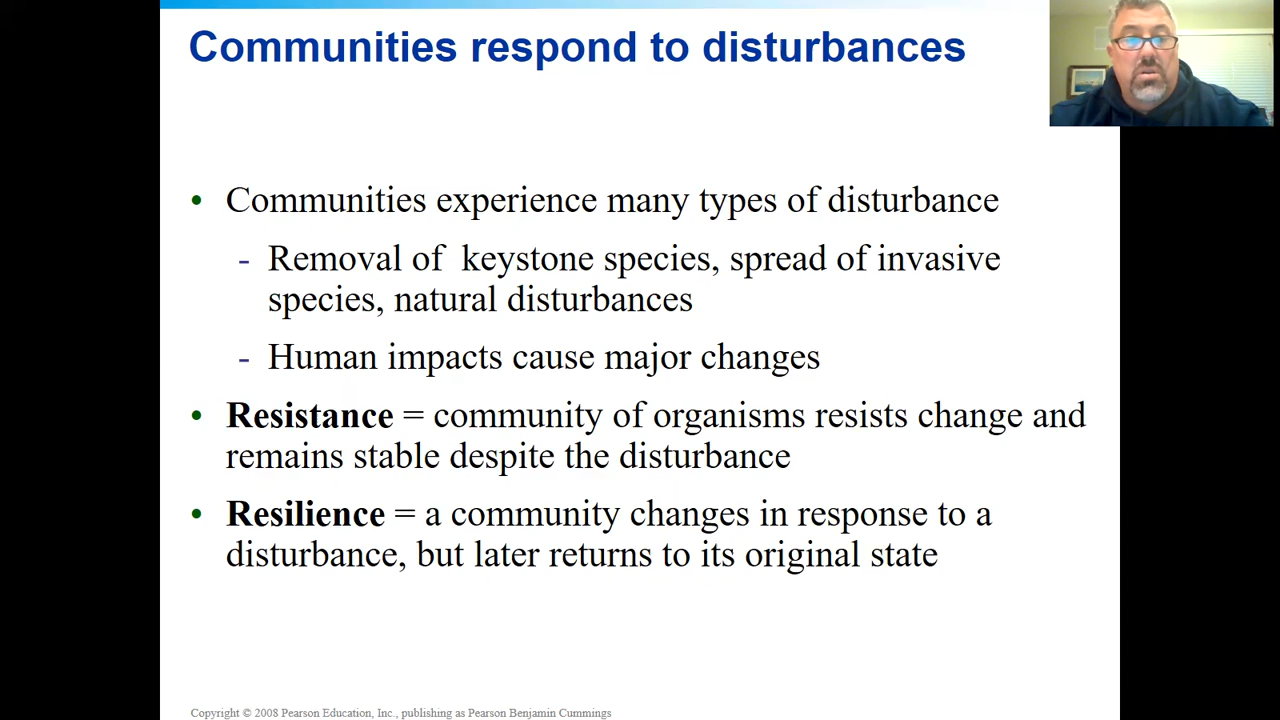 Communities respond to disturbances
• Communities experience many types of disturbance
- Removal of  keystone species, spread of invasive
species, natural disturbances
- Human impacts cause major changes
• Resistance = community of organisms resists change and
remains stable despite the disturbance
• Resilience = a community changes in response to a
disturbance, but later returns to its original state
Copyright © 2008 Pearson Education, Inc., publishing as Pearson Benjamin Cummings